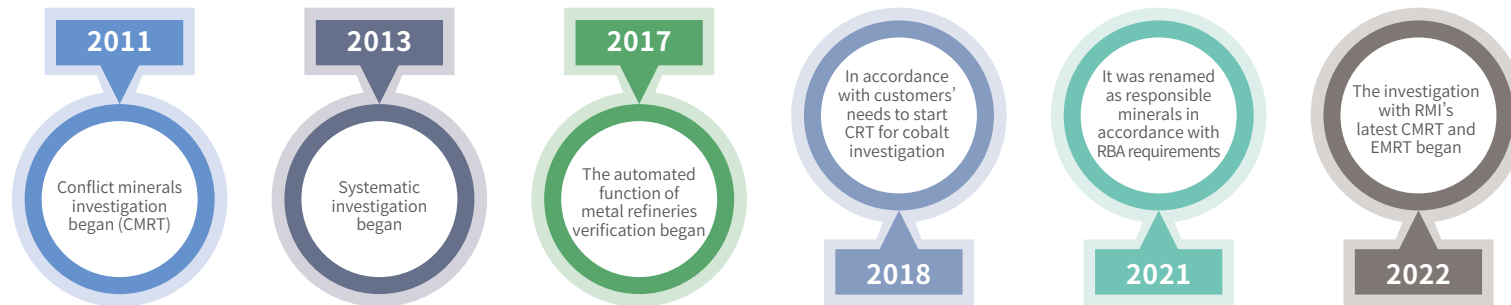 2011
Conflict minerals
investigation
began (CMRT)
2013
Systematic
investigation
began
2017
The automated
function of
metal refineries
verification began
In accordance
with customers’
needs to start
CRT for cobalt
investigation
2018
It was renamed
as responsible
minerals in
accordance with
RBA requirements
2021
The investigation
with RMI’s
latest CMRT and
EMRT began
2022